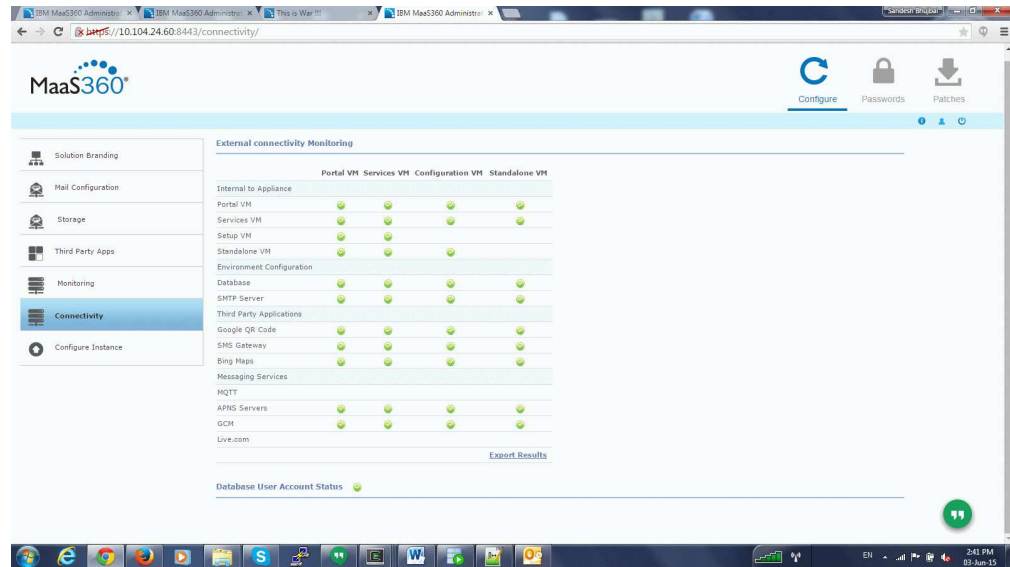 IBM MaaS360 Administrat
IBM MaaS360 Administrat
This is War !!!
IBM MaaS360 Administrat
Sandesh Bhujbal
https://10.104.24.60:8443/connectivity/
MaaS360
Configure
Passwords
Patches
Solution Branding
Mail Configuration
Storage
Third Party Apps
Monitoring
Connectivity
Configure Instance
External connectivity Monitoring
Portal VM Services VM Configuration VM Standalone VM
Internal to Appliance
Portal VM
Services VM
Setup VM
Standalone VM
Environment Configuration
Database
SMTP Server
Third Party Applications
Google QR Code
SMS Gateway
Bing Maps
Messaging Services
MQTT
APNS Servers
GCM
Live.com
Export Results
Database User Account Status
EN
2:41 PM
03-Jun-15